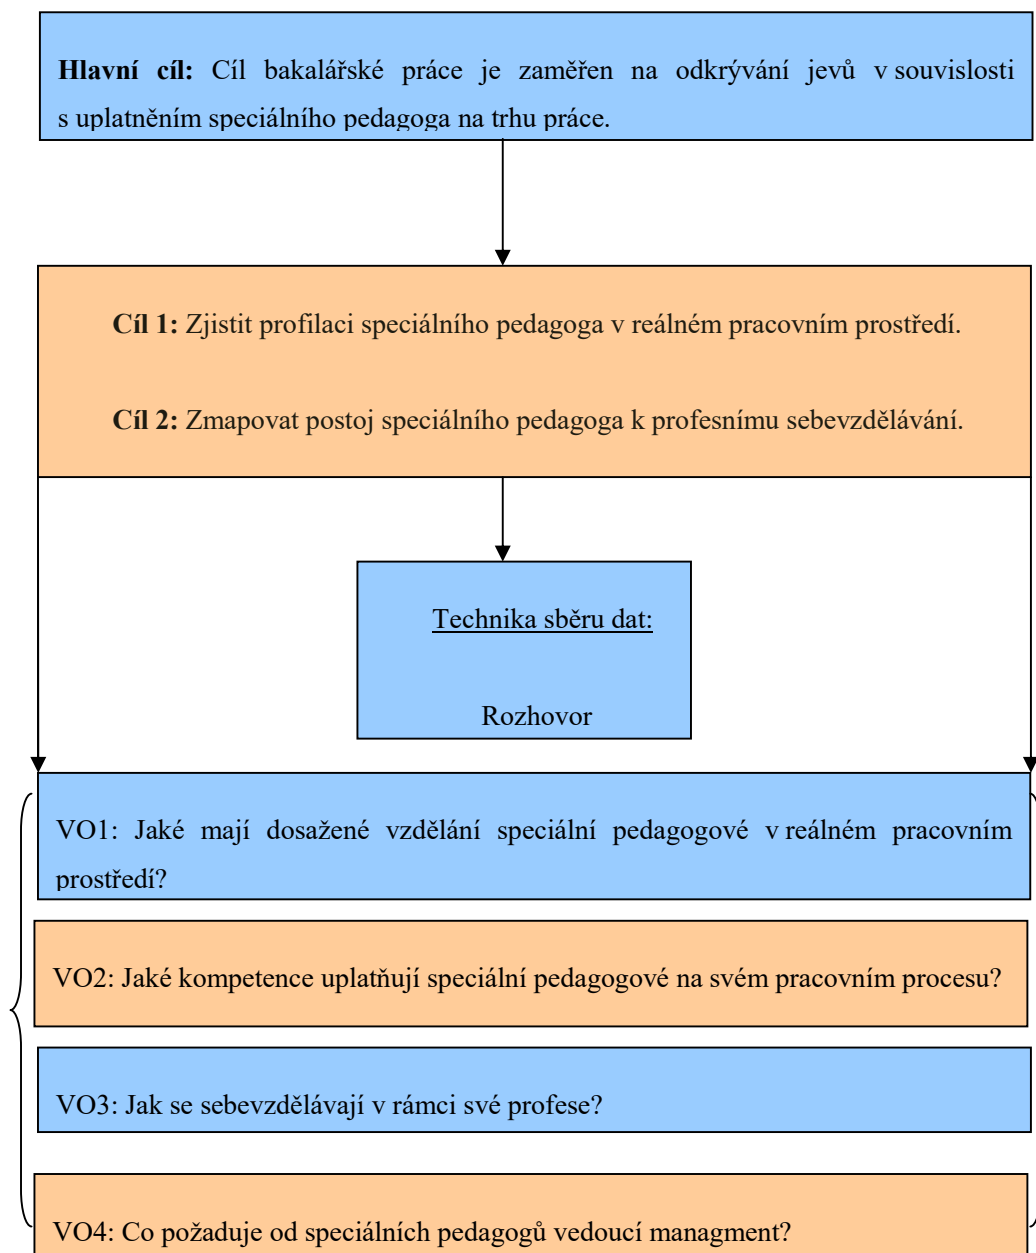 Hlavní cíl: Cíl bakalářské práce je zaměřen na odkrývání jevů v souvislosti
s uplatněním speciálního pedagoga na trhu práce.
Cíl 1: Zjistit profilaci speciálního pedagoga v reálném pracovním prostředí.
Cíl 2: Zmapovat postoj speciálního pedagoga k profesnímu sebevzdělávání.
Technika sběru dat:
Rozhovor
VO1: Jaké mají dosažené vzdělání speciální pedagogové v reálném pracovním
prostředí?
VO2: Jaké kompetence uplatňují speciální pedagogové na svém pracovním procesu?
VO3: Jak se sebevzdělávají v rámci své profese?
VO4: Co požaduje od speciálních pedagogů vedoucí managment?